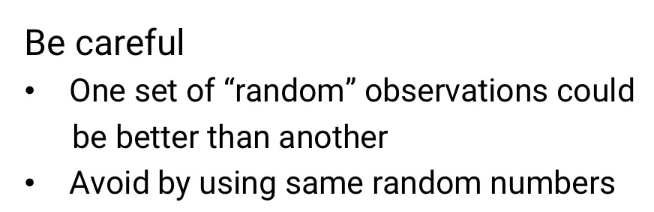 Be careful
• One set of “random” observations could
be better than another
• Avoid by using same random numbers